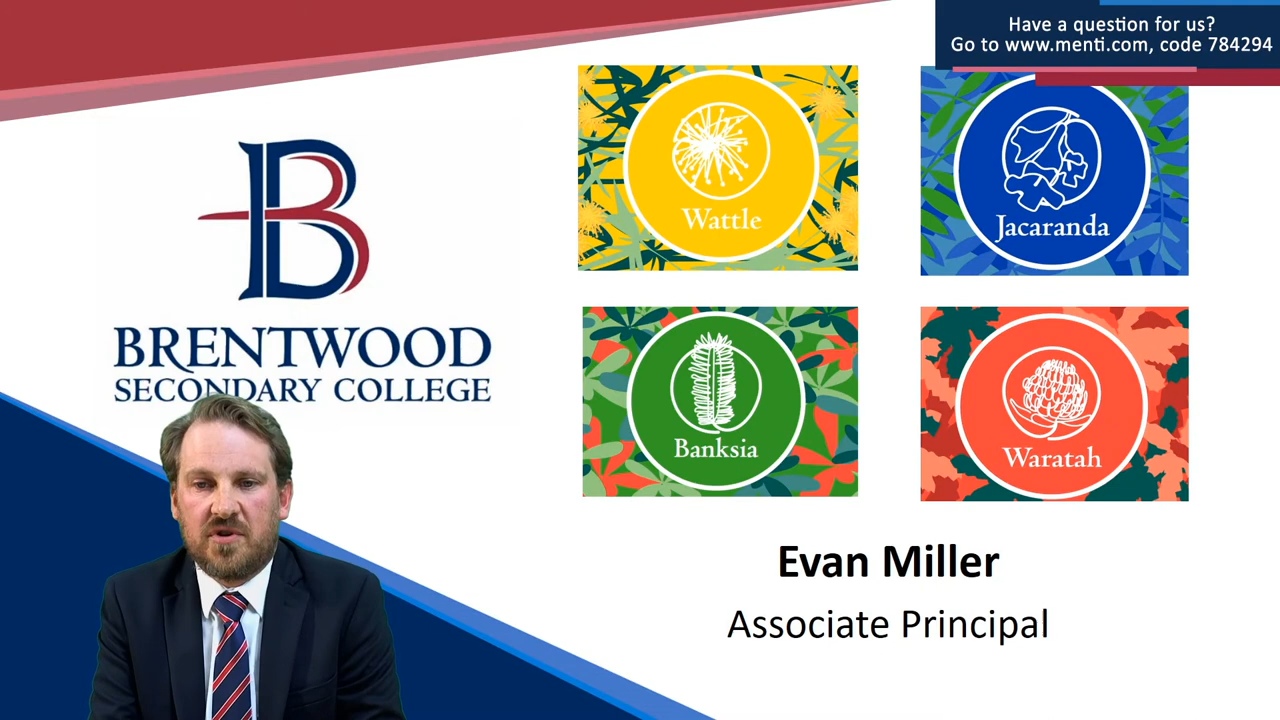 Have a question for us?
Go to www.menti.com, code 784294
BRENTWOOD
SECONDARY COLLEGE
Wattle
Jacaranda
Banksia
Waratah
Evan Miller
Associate Principal